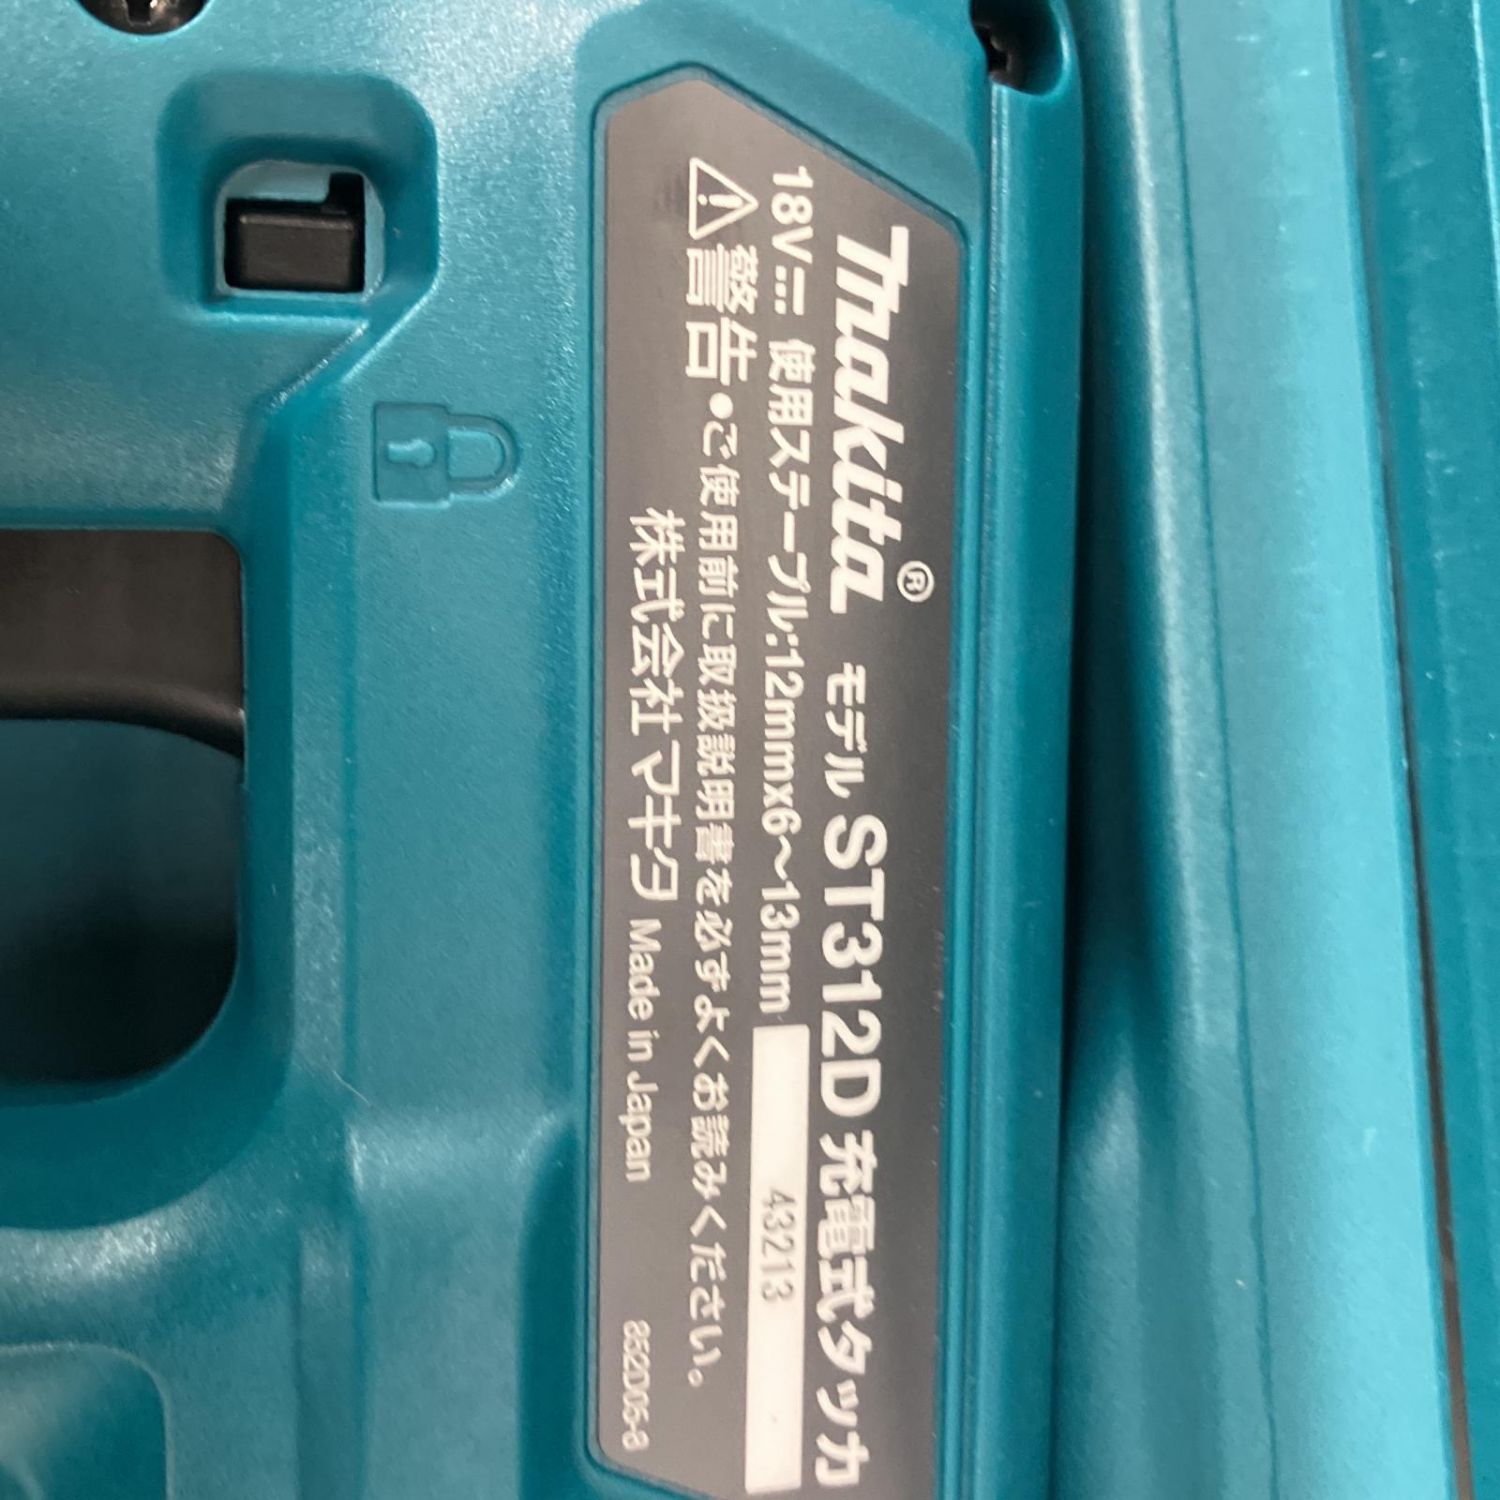 Makita® モデル ST312D 充電式タッカ
18V 使用ステープル:12mmx6～13mm 43213
警告 ●ご使用前に取扱説明書を必ずよくお読みください。
株式会社マキタ Made in Japan 852D05-8